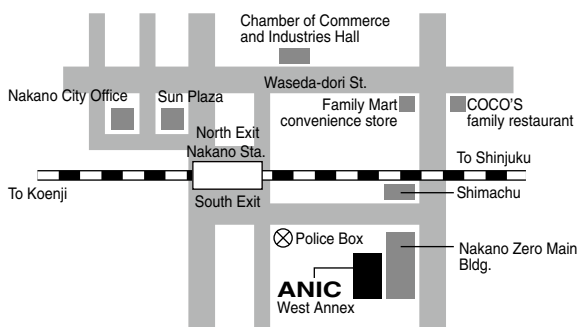 Chamber of Commerce
and Industries Hall
Waseda-dori St.
Nakano City Office
Sun Plaza
Family Mart
convenience store
COCO'S
family restaurant
North Exit
Nakano Sta.
To Shinjuku
To Koenji
South Exit
Shimachu
Police Box
Nakano Zero Main
Bldg.
ANIC
West Annex